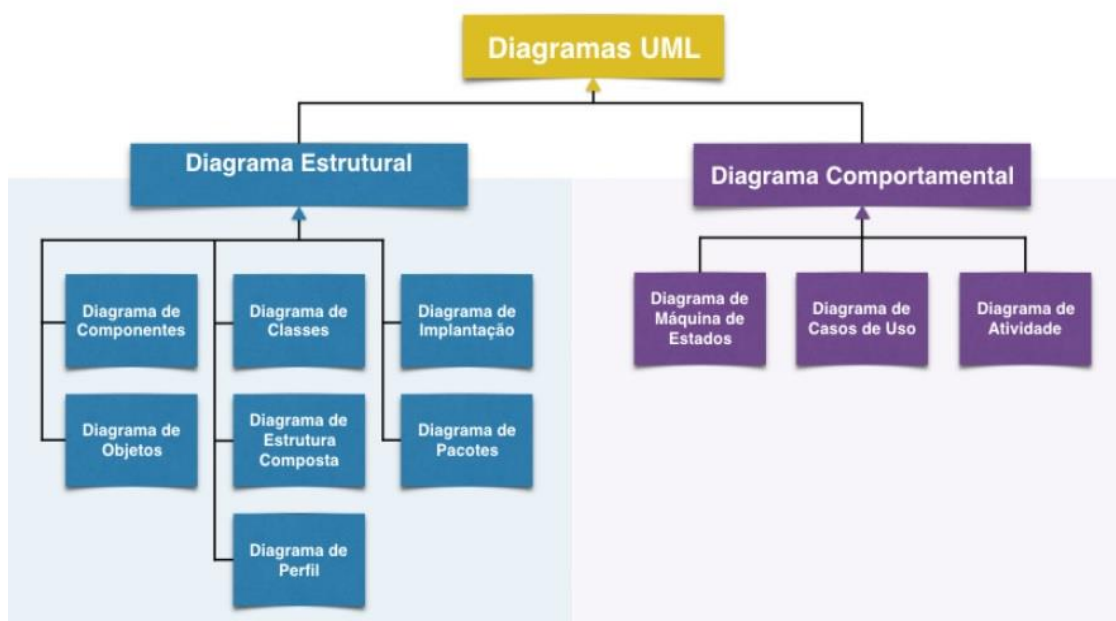 Diagramas UML
Diagrama Estrutural
Diagrama Comportamental
Diagrama de
Componentes
Diagrama de
Classes
Diagrama de
Implantação
Diagrama de
Máquina de
Estados
Diagrama de
Casos de Uso
Diagrama de
Atividade
Diagrama de
Objetos
Diagrama de
Estrutura
Composta
Diagrama de
Pacotes
Diagrama de
Perfil